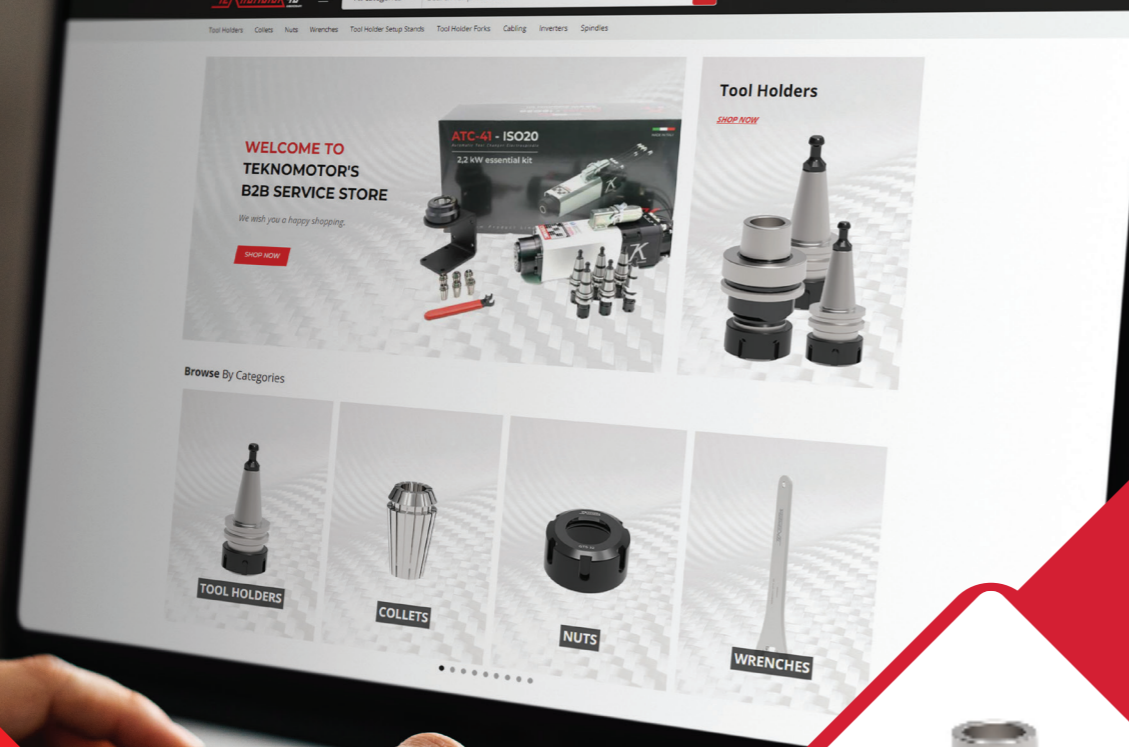 Tool Holders Collets Nuts Wrenches Tool Holder Setup Stands Tool Holder Forks Cabling Inverters Spindles
WELCOME TO
TEKNOMOTOR'S
B2B SERVICE STORE
We wish you a happy shopping.
SHOP NOW
ATC-41 - ISO20
2,2 kW essential kit
Tool Holders
SHOP NOW
Browse By Categories
TOOL HOLDERS
COLLETS
NUTS
WRENCHES